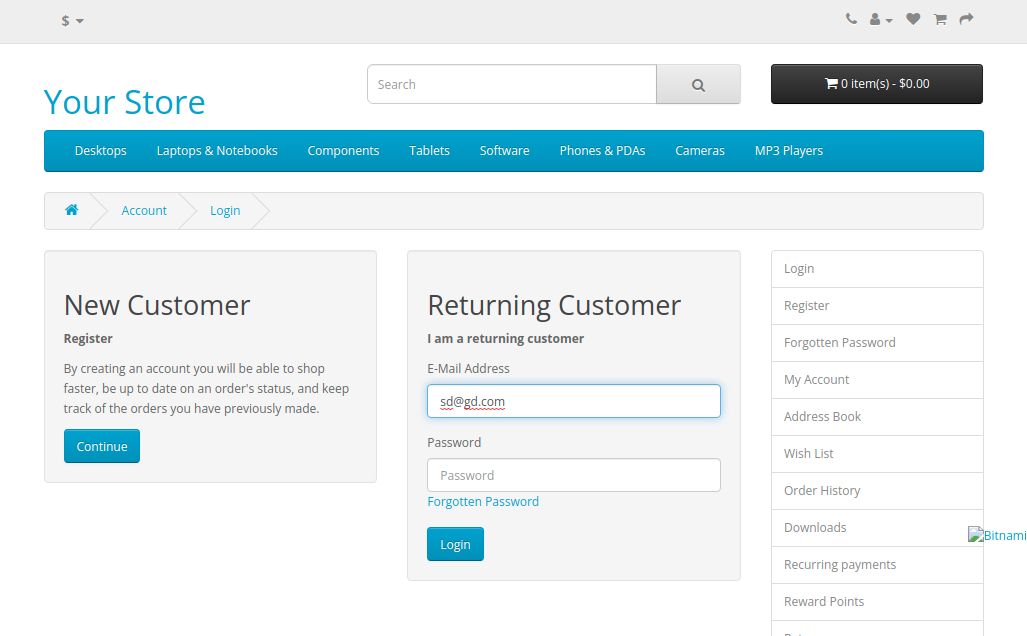 $
Your Store
Search
0 item(s) - $0.00
Desktops
Laptops & Notebooks
Components
Tablets
Software
Phones & PDAs
Cameras
MP3 Players
Account
Login
New Customer
Register
By creating an account you will be able to shop
faster, be up to date on an order's status, and keep
track of the orders you have previously made.
Continue
Returning Customer
I am a returning customer
E-Mail Address
sd@gd.com
Password
Password
Forgotten Password
Login
Login
Register
Forgotten Password
My Account
Address Book
Wish List
Order History
Downloads
Bitnami
Recurring payments
Reward Points